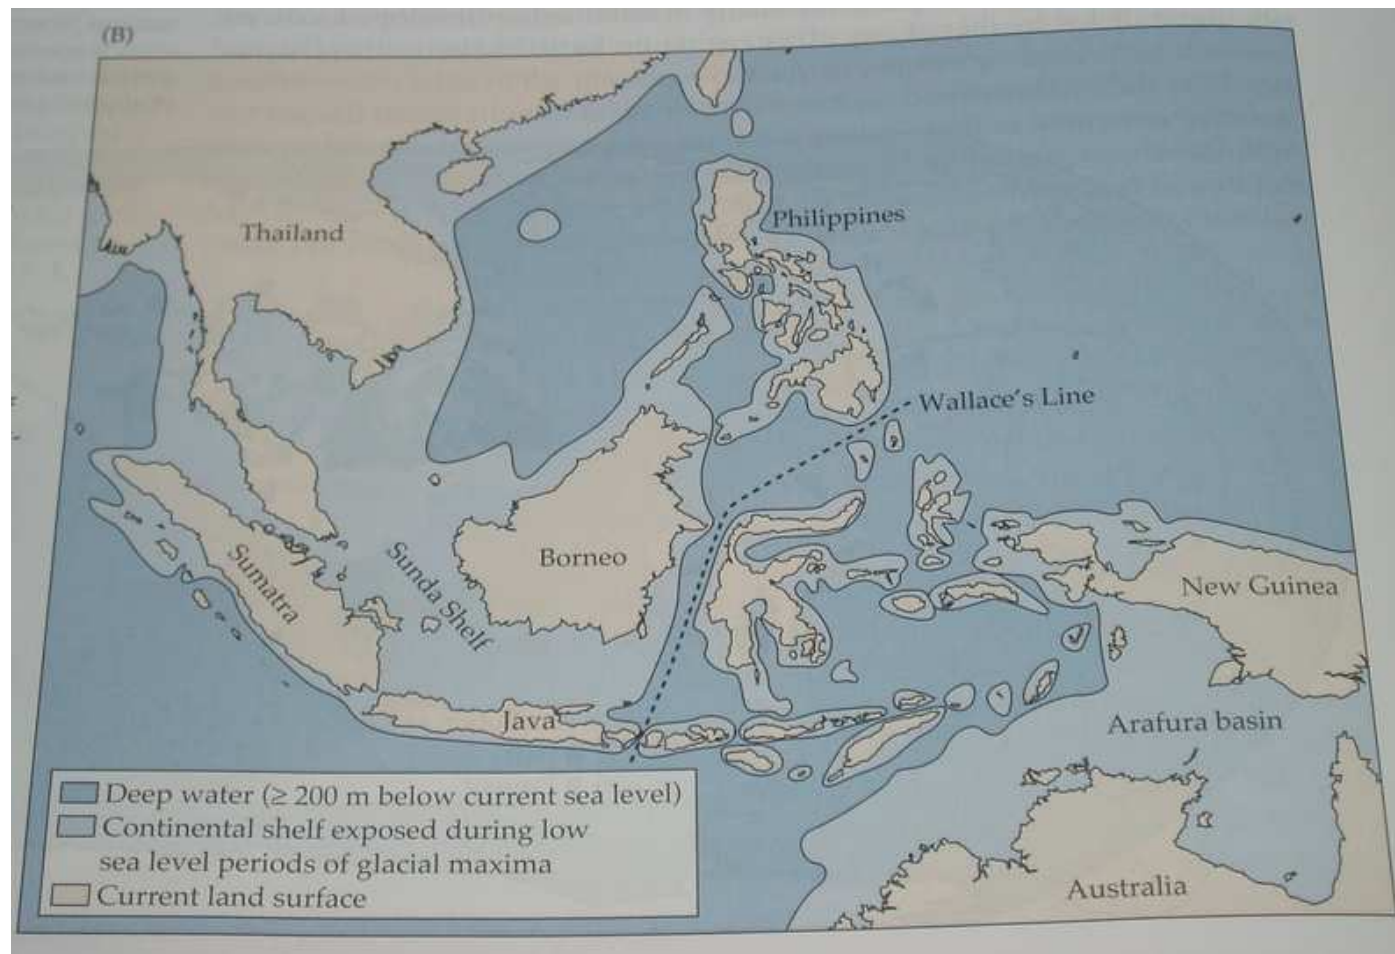 (B)
Thailand
Philippines
Wallace's Line
Sumatra
Sunda Shelf
Borneo
New Guinea
Java
Arafura basin
Deep water (≥ 200 m below current sea level)
Continental shelf exposed during low
sea level periods of glacial maxima
Current land surface
Australia